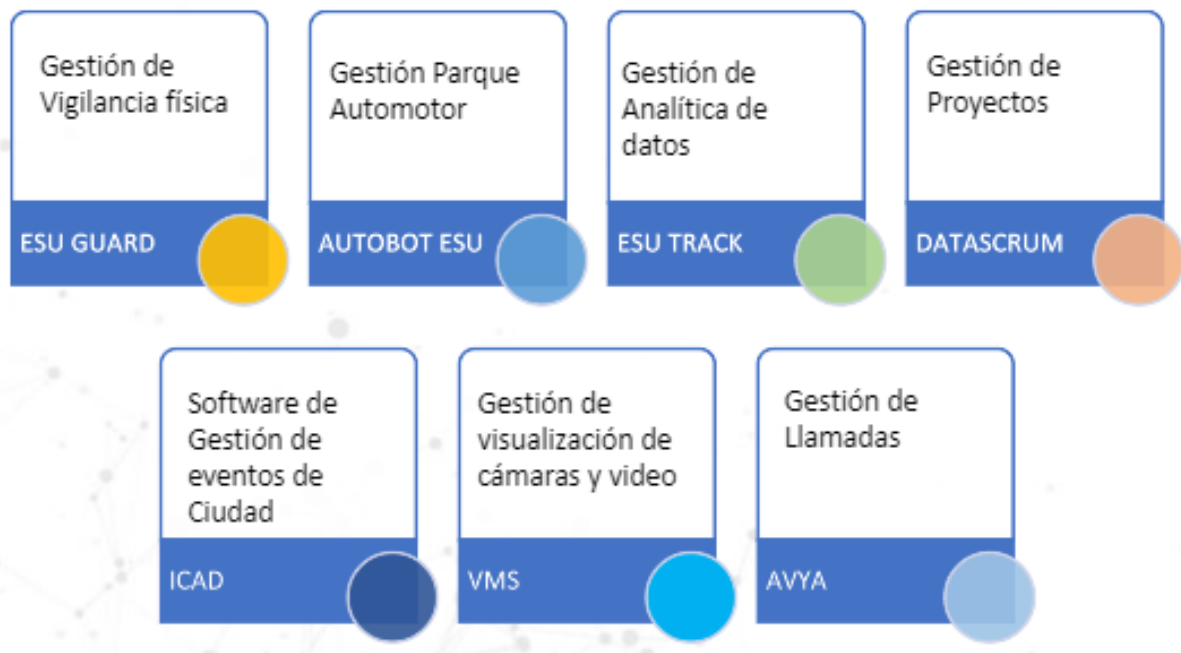 Gestión de
Vigilancia física
ESU GUARD
Gestión Parque
Automotor
AUTOBOT ESU
Gestión de
Analítica de
datos
ESU TRACK
Gestión de
Proyectos
DATASCRUM
Software de
Gestión de
eventos de
Ciudad
ICAD
Gestión de
visualización de
cámaras y video
VMS
Gestión de
Llamadas
AVYA